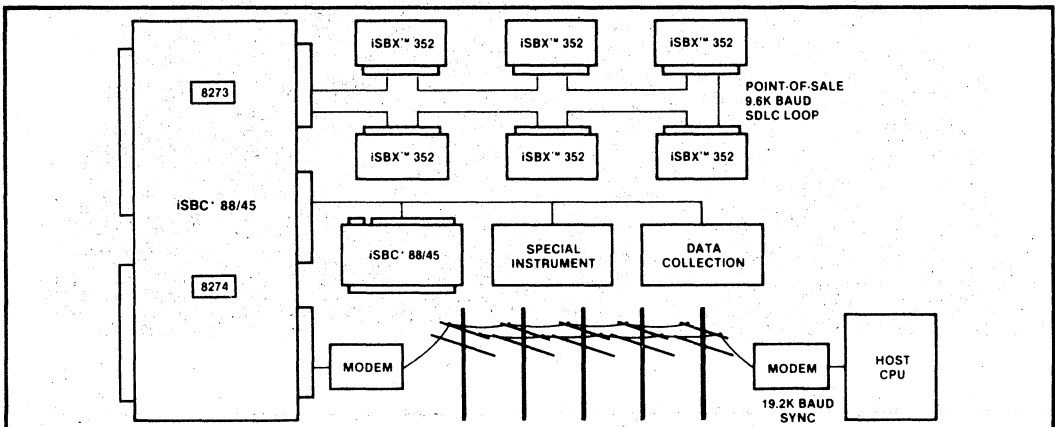 iSBX™ 352
iSBX™ 352
iSBX™ 352
8273
POINT-OF-SALE
9.6K BAUD
SDLC LOOP
iSBX™ 352
iSBX™ 352
iSBX™ 352
iSBC® 88/45
iSBC® 88/45
SPECIAL
INSTRUMENT
DATA
COLLECTION
8274
MODEM
MODEM
HOST
CPU
19.2K BAUD
SYNC